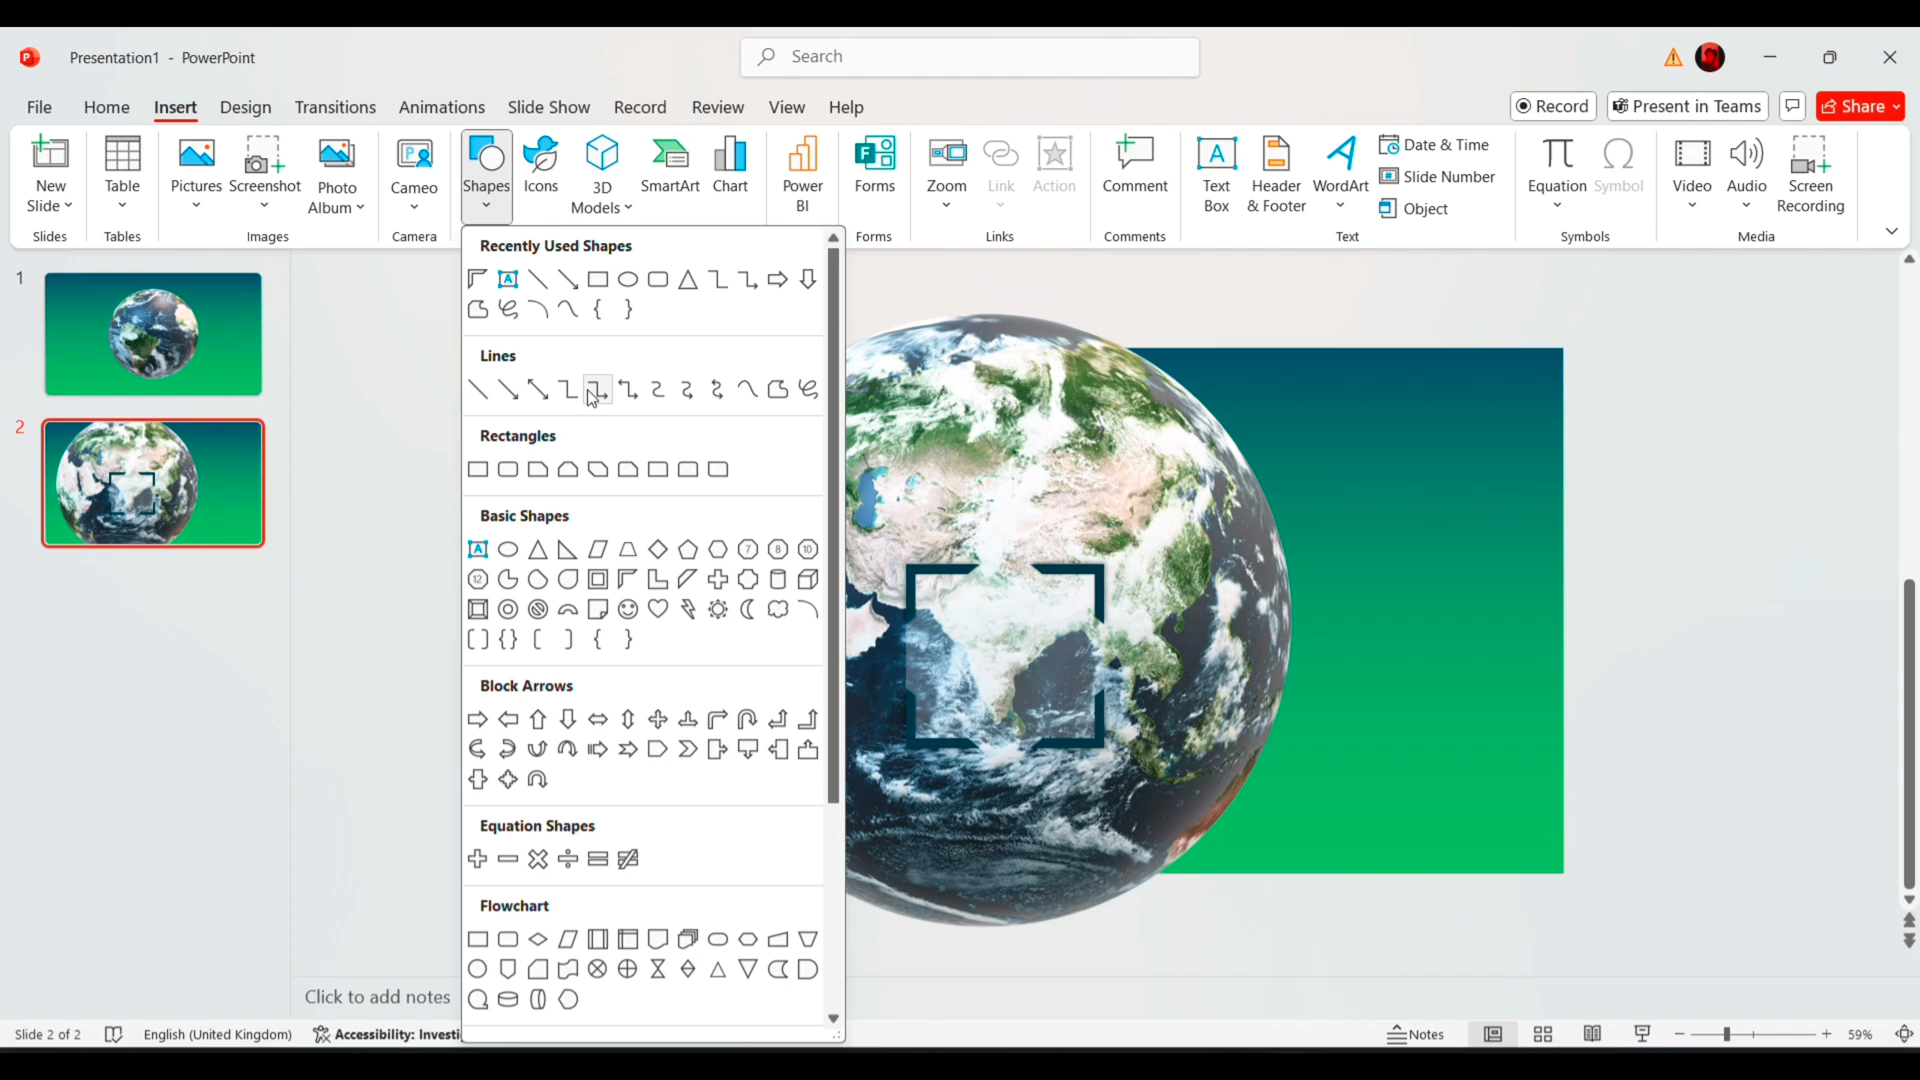 Presentation1 - PowerPoint
Search
File Home Insert Design Transitions Animations Slide Show Record Review View Help
Record Present in Teams Share
New Slide
Table
Pictures
Screenshot
Photo Album
Cameo
Shapes
Icons
3D Models
SmartArt
Chart
Power BI
Forms
Zoom
Link
Action
Comment
Text Box
Header & Footer
WordArt
Date & Time
Slide Number
Object
Equation
Symbol
Video
Audio
Screen Recording
Slides Tables Images Camera Forms Links Comments Text Symbols Media
1
2
Recently Used Shapes
Lines
Rectangles
Basic Shapes
7 8 10
12
Block Arrows
Equation Shapes
Flowchart
Click to add notes
Slide 2 of 2 English (United Kingdom) Accessibility: Investi Notes 59%